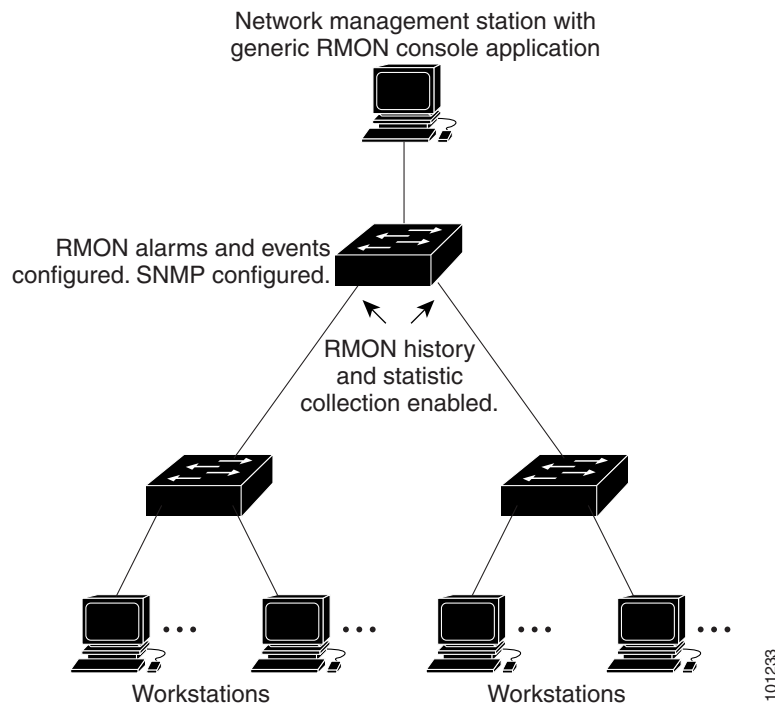 Network management station with
generic RMON console application
RMON alarms and events
configured. SNMP configured.
RMON history
and statistic
collection enabled.
Workstations
Workstations
101233